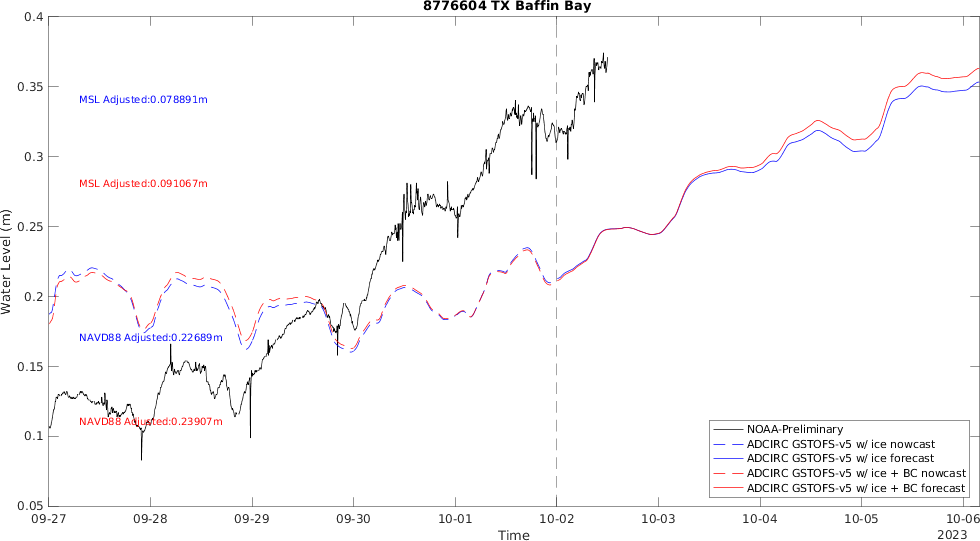 8776604 TX Baffin Bay
0.4
0.35
0.3
0.25
0.2
0.15
0.1
0.05
Water Level (m)
MSL Adjusted:0.078891m
MSL Adjusted:0.091067m
NAVD88 Adjusted:0.22689m
NAVD88 Adjusted:0.23907m
NOAA-Preliminary
ADCIRC GSTOFS-v5 w/ ice nowcast
ADCIRC GSTOFS-v5 w/ ice forecast
ADCIRC GSTOFS-v5 w/ ice + BC nowcast
ADCIRC GSTOFS-v5 w/ ice + BC forecast
09-27 09-28 09-29 09-30 10-01 10-02 10-03 10-04 10-05 10-06
Time
2023